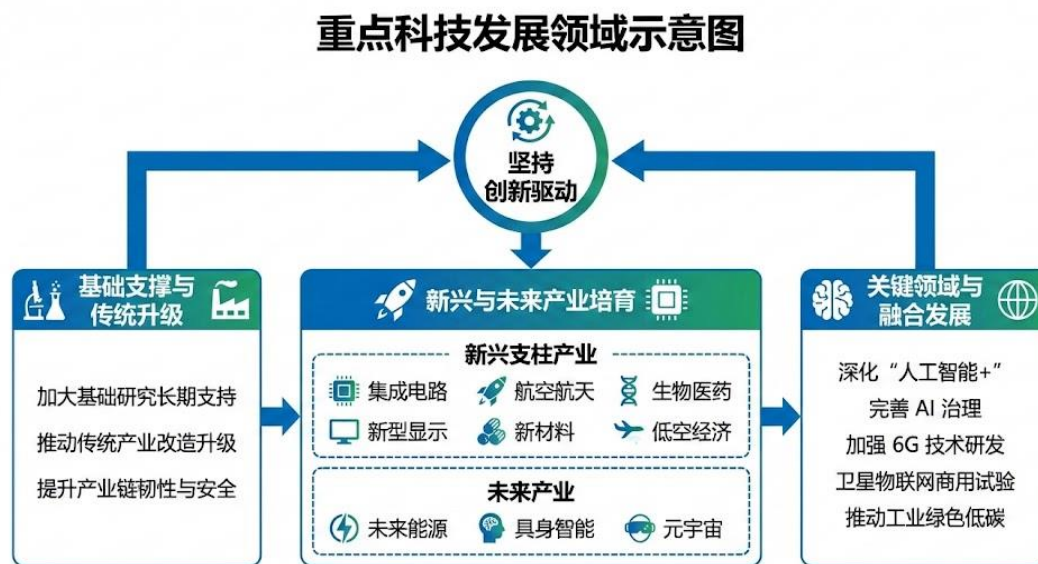 重点科技发展领域示意图
坚持
创新驱动
基础支撑与
传统升级
加大基础研究长期支持
推动传统产业改造升级
提升产业链韧性与安全
新兴与未来产业培育
新兴支柱产业
集成电路 航空航天 生物医药
新型显示 新材料 低空经济
未来产业
未来能源 具身智能 元宇宙
关键领域与
融合发展
深化“人工智能+”
完善 AI 治理
加强 6G 技术研发
卫星物联网商用试验
推动工业绿色低碳